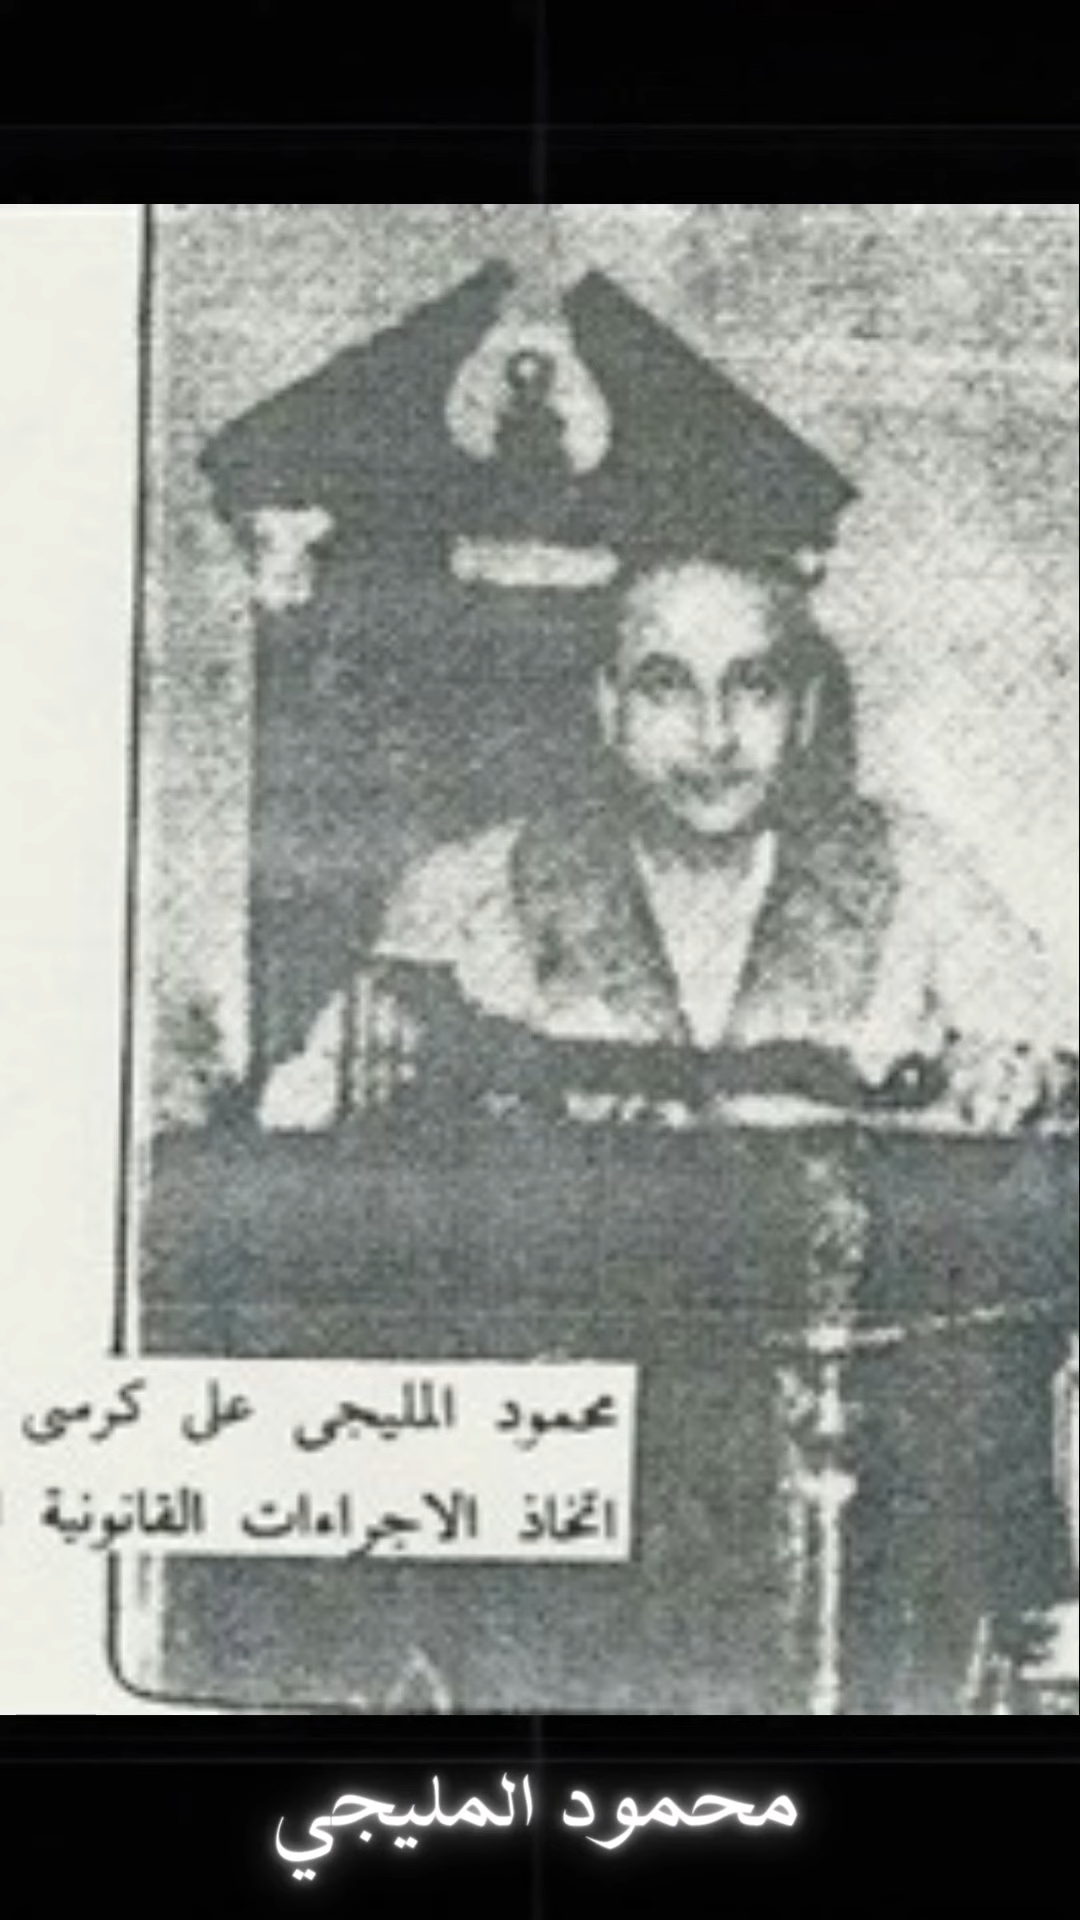 محمود المليجى على كرسى
اتخاذ الاجراءات القانونية
محمود المليجي